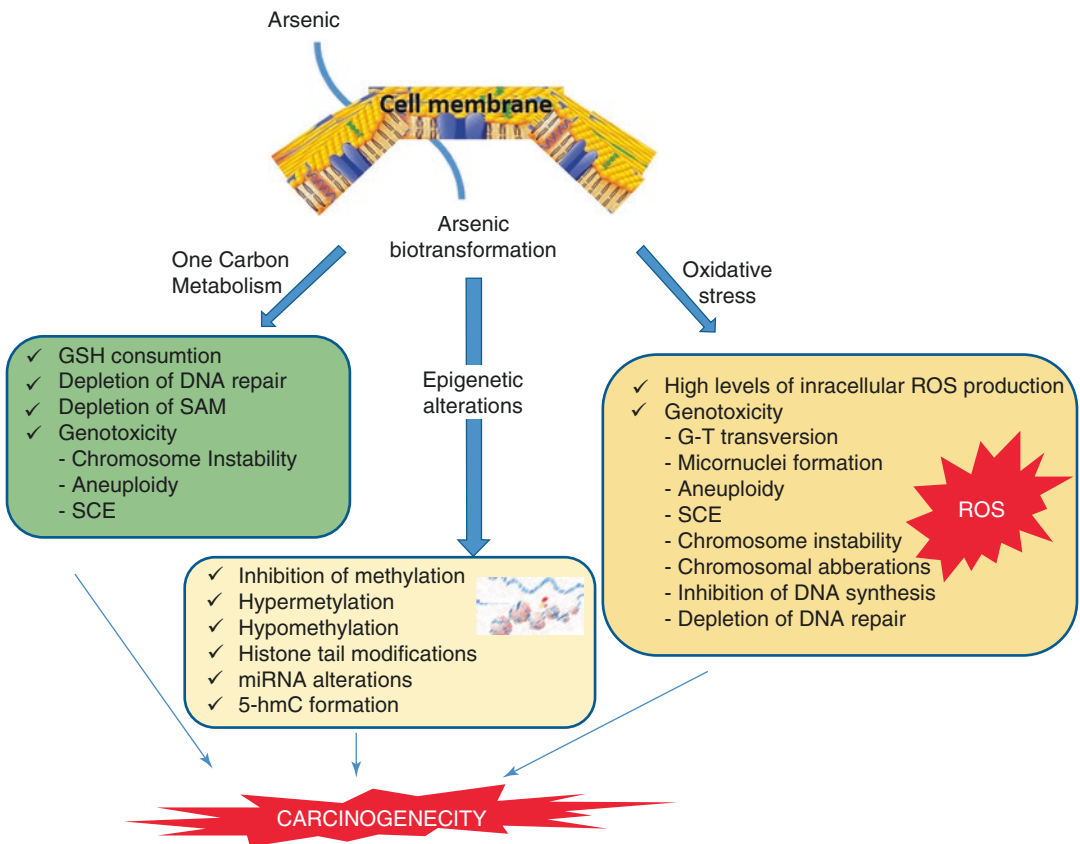 Arsenic
Cell membrane
Arsenic
biotransformation
One Carbon
Metabolism
Oxidative
stress
✓ GSH consumtion
✓ Depletion of DNA repair
✓ Depletion of SAM
✓ Genotoxicity
- Chromosome Instability
- Aneuploidy
- SCE
Epigenetic
alterations
✓ High levels of inracellular ROS production
✓ Genotoxicity
- G-T transversion
- Micornuclei formation
- Aneuploidy
- SCE
- Chromosome instability
- Chromosomal abberations
- Inhibition of DNA synthesis
- Depletion of DNA repair
ROS
✓ Inhibition of methylation
✓ Hypermetylation
✓ Hypomethylation
✓ Histone tail modifications
✓ miRNA alterations
✓ 5-hmC formation
CARCINOGENECITY